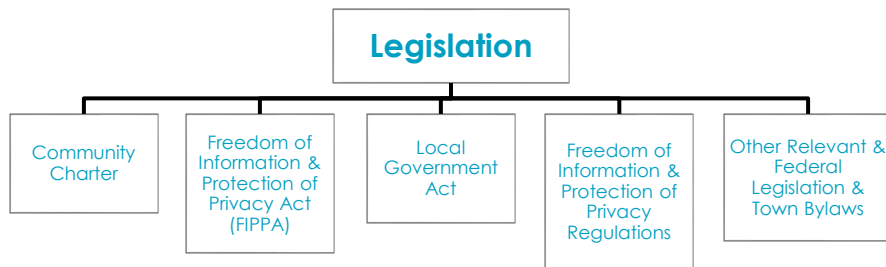 Legislation
Community
Charter
Freedom of
Information &
Protection of
Privacy Act
(FIPPA)
Local
Government
Act
Freedom of
Information &
Protection of
Privacy
Regulations
Other Relevant &
Federal
Legislation &
Town Bylaws